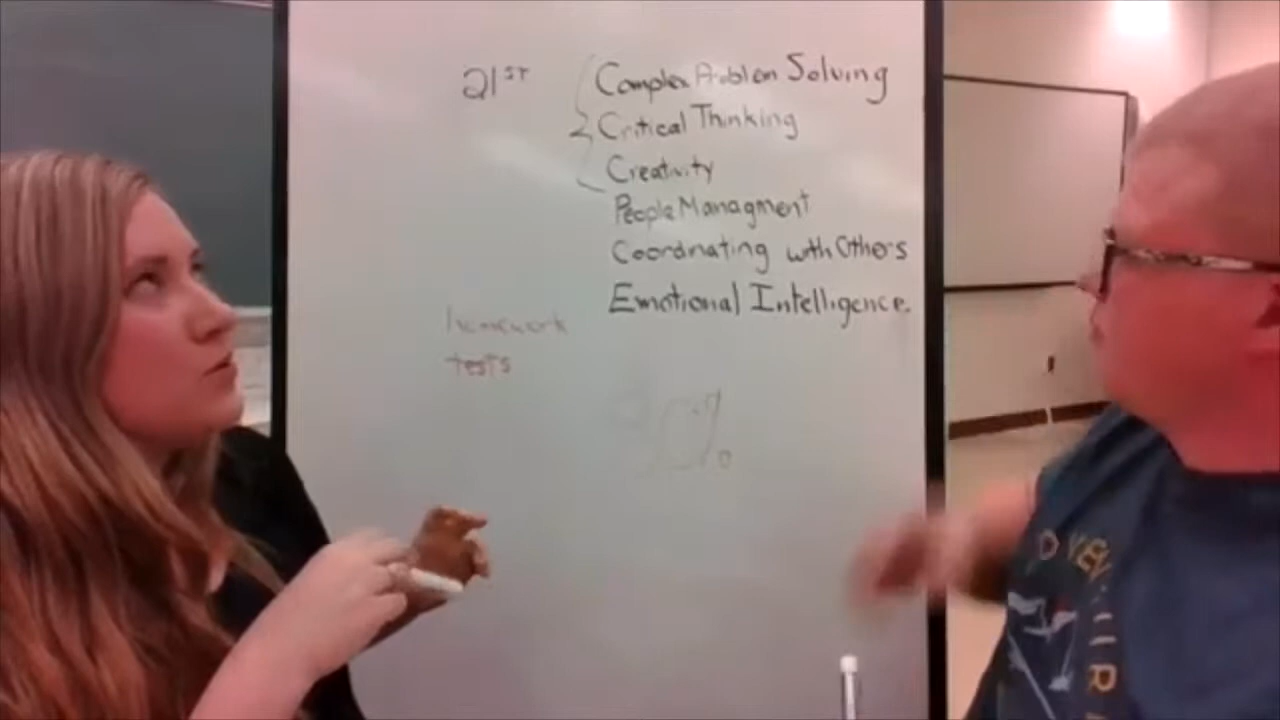 21ST
Complex Problem Solving
Critical Thinking
Creativity
People Managment
Coordinating with Others
Emotional Intelligence.
homework
tests